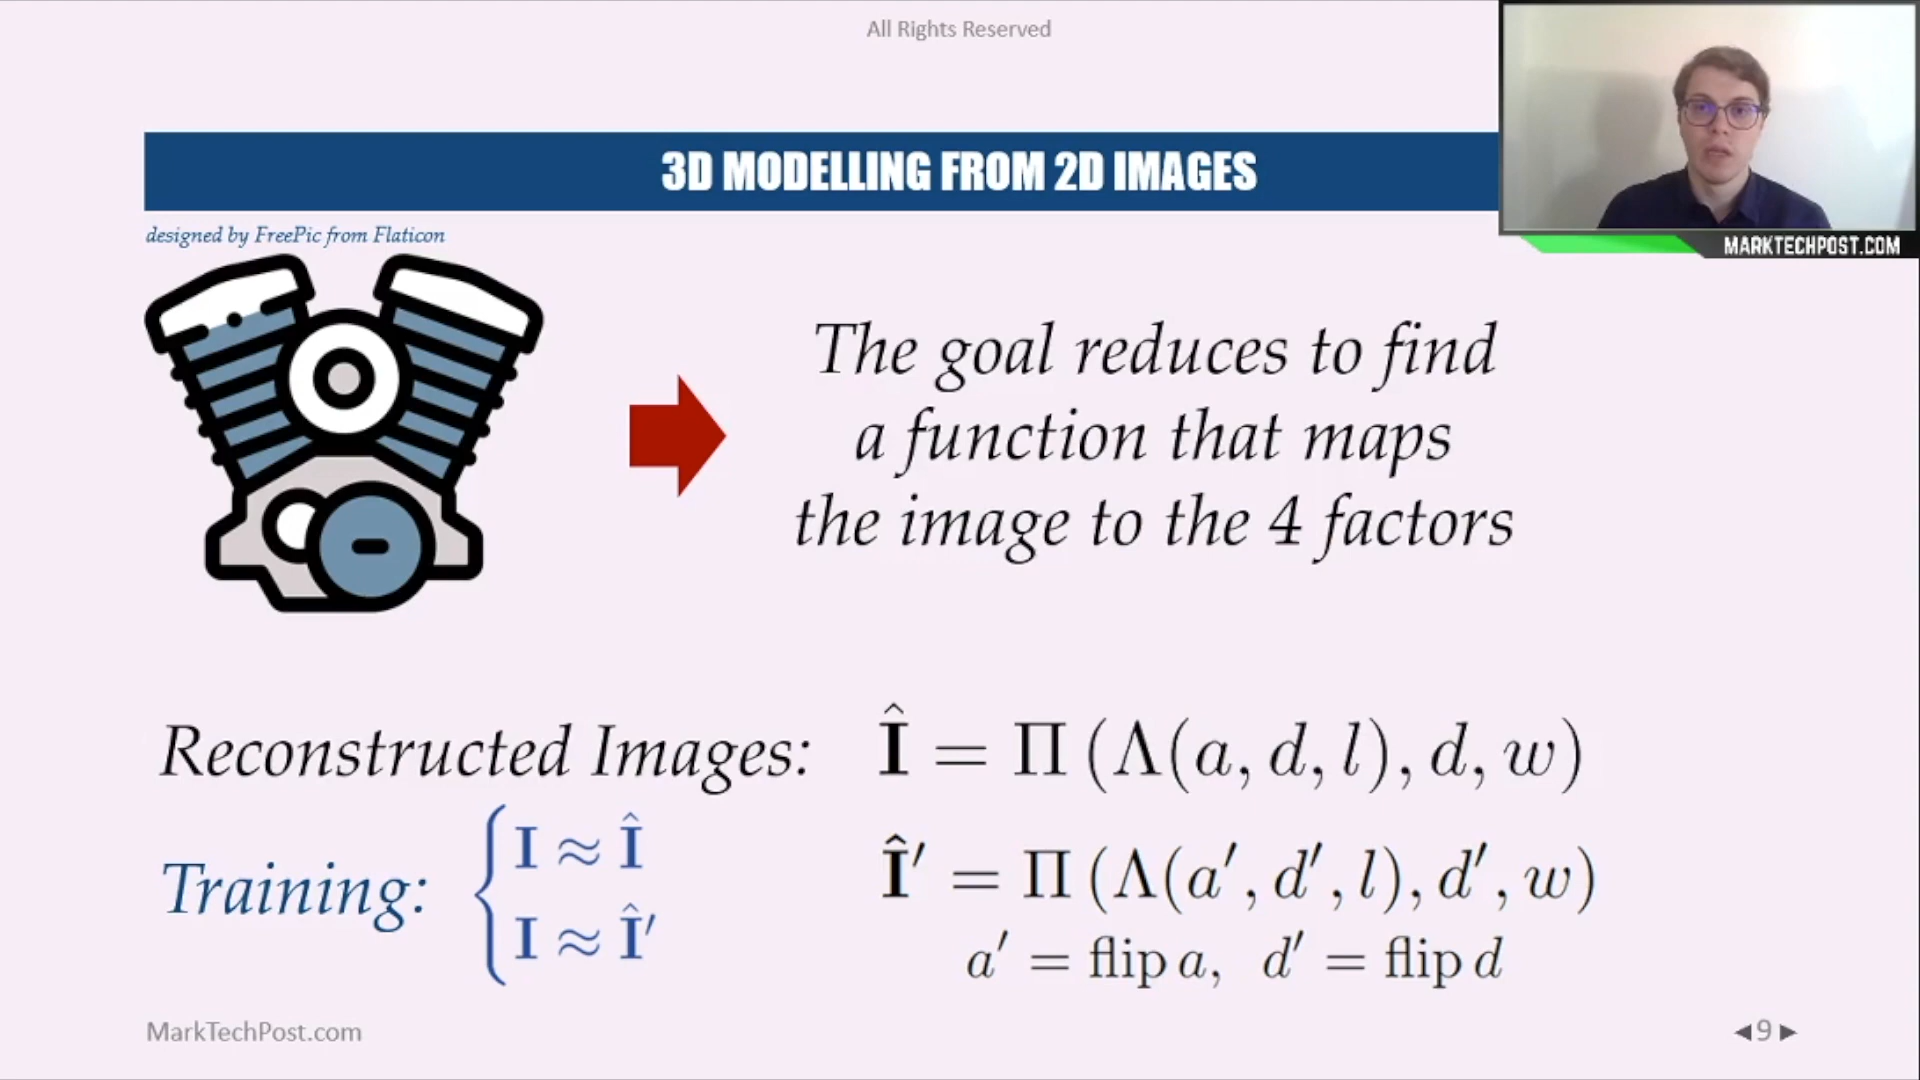 All Rights Reserved
3D MODELLING FROM 2D IMAGES
MARKTECHPOST.COM
designed by FreePic from Flaticon
The goal reduces to find
a function that maps
the image to the 4 factors
Reconstructed Images: Î = Π (Λ(a, d, l), d, w)
Training: { I ≈ Î
I ≈ Î′
Î′ = Π (Λ(a′, d′, l), d′, w)
a′ = flip a, d′ = flip d
MarkTechPost.com
◀9▶